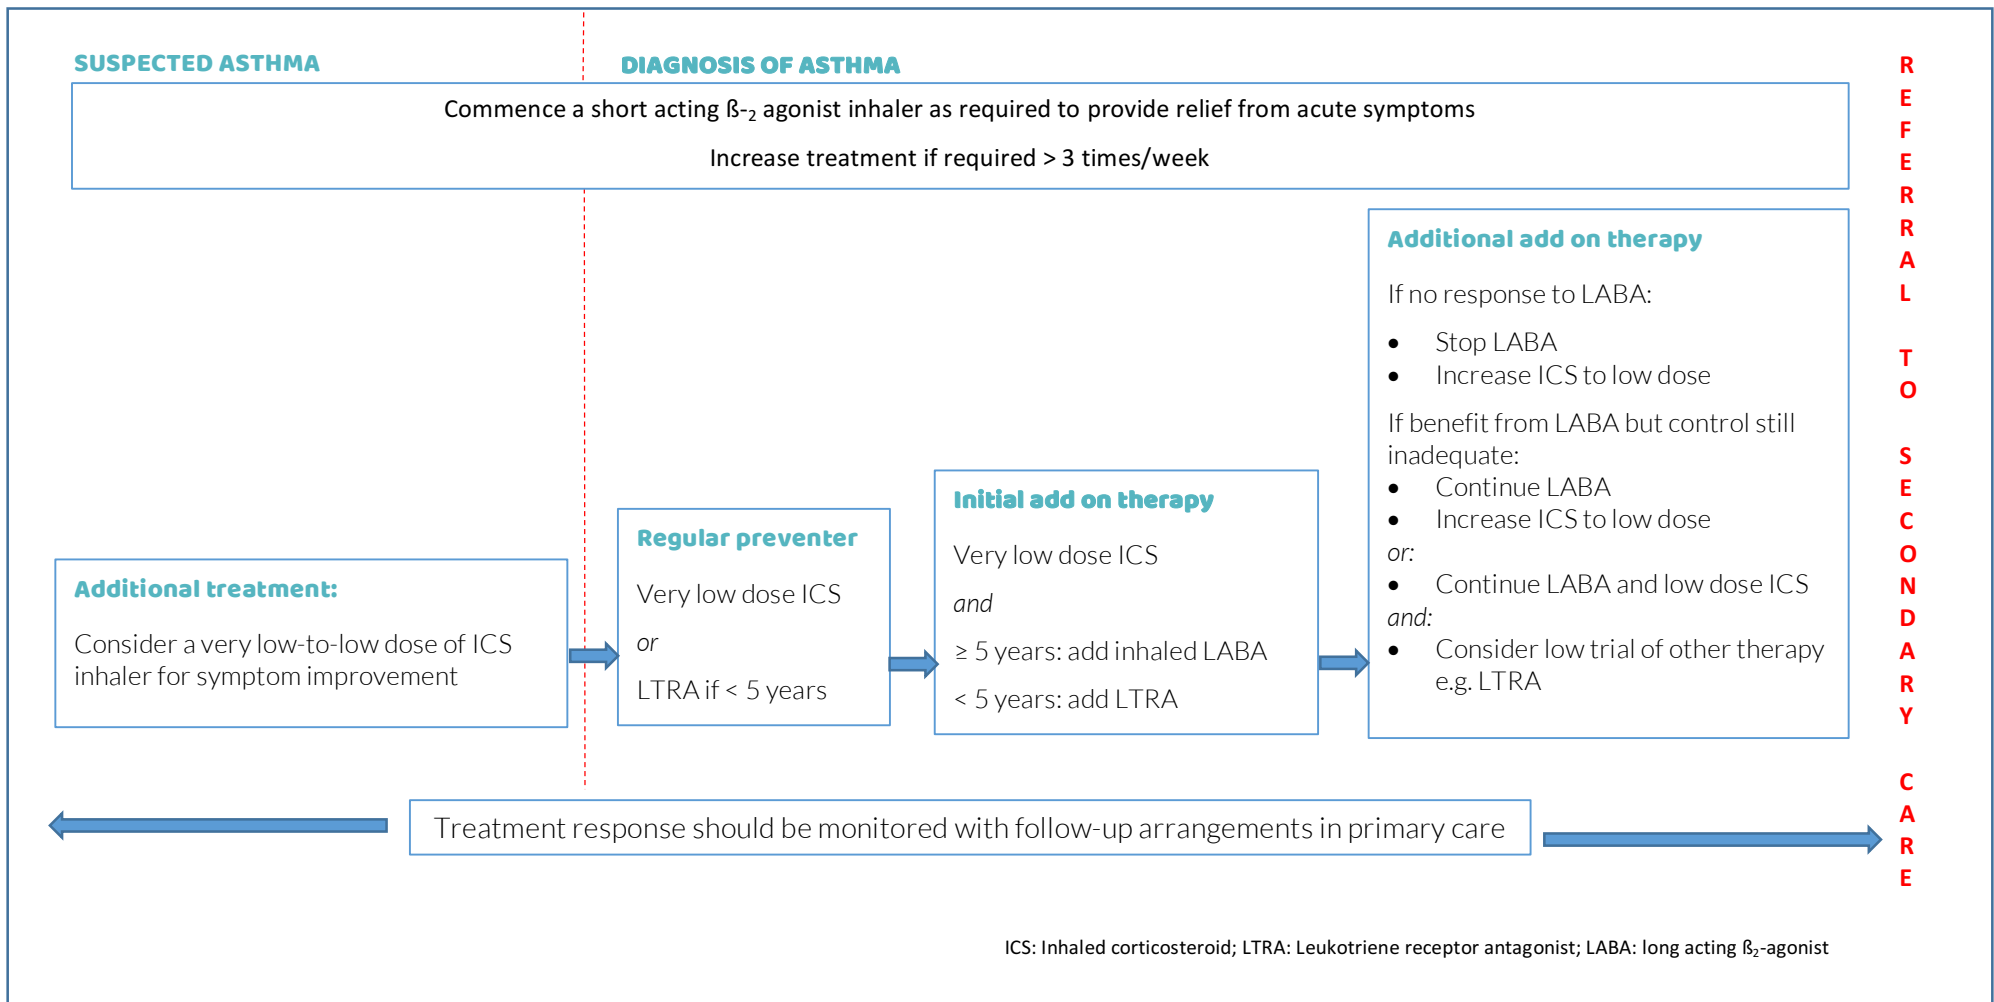 SUSPECTED ASTHMA
DIAGNOSIS OF ASTHMA
Commence a short acting ß-₂ agonist inhaler as required to provide relief from acute symptoms
Increase treatment if required > 3 times/week
Additional treatment:
Consider a very low-to-low dose of ICS
inhaler for symptom improvement
Regular preventer
Very low dose ICS
or
LTRA if < 5 years
Initial add on therapy
Very low dose ICS
and
≥ 5 years: add inhaled LABA
< 5 years: add LTRA
Additional add on therapy
If no response to LABA:
• Stop LABA
• Increase ICS to low dose
If benefit from LABA but control still
inadequate:
• Continue LABA
• Increase ICS to low dose
or:
• Continue LABA and low dose ICS
and:
• Consider low trial of other therapy
e.g. LTRA
REFERRAL TO SECONDARY CARE
Treatment response should be monitored with follow-up arrangements in primary care
ICS: Inhaled corticosteroid; LTRA: Leukotriene receptor antagonist; LABA: long acting ß₂-agonist